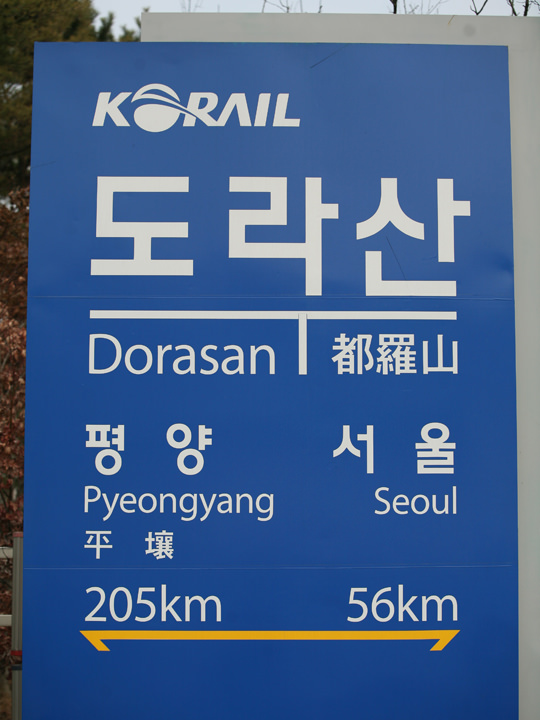 KORAIL
도라산
Dorasan 都羅山
평양 서울
Pyeongyang Seoul
平壤
205km 56km